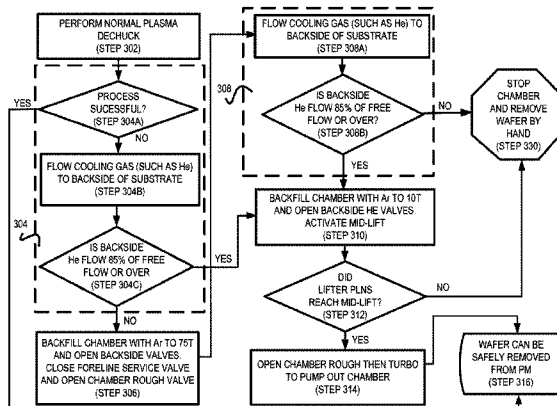 PERFORM NORMAL PLASMA
DECHUCK
(STEP 302)
YES
PROCESS
SUCESSFUL?
(STEP 304A)
NO
FLOW COOLING GAS (SUCH AS He)
TO BACKSIDE OF SUBSTRATE
(STEP 304B)
304
IS BACKSIDE
He FLOW 85% OF FREE
FLOW OR OVER
(STEP 304C)
YES
NO
BACKFILL CHAMBER WITH Ar TO 75T
AND OPEN BACKSIDE VALVES.
CLOSE FORELINE SERVICE VALVE
AND OPEN CHAMBER ROUGH VALVE
(STEP 306)
FLOW COOLING GAS (SUCH AS He) TO
BACKSIDE OF SUBSTRATE
(STEP 308A)
308
IS BACKSIDE
He FLOW 85% OF FREE
FLOW OR OVER?
(STEP 308B)
NO
YES
BACKFILL CHAMBER WITH Ar TO 10T
AND OPEN BACKSIDE HE VALVES.
ACTIVATE MID-LIFT
(STEP 310)
DID
LIFTER PLNS
REACH MID-LIFT?
(STEP 312)
NO
YES
OPEN CHAMBER ROUGH THEN TURBO
TO PUMP OUT CHAMBER
(STEP 314)
STOP
CHAMBER AND
REMOVE
WAFER BY
HAND
(STEP 330)
WAFER CAN BE
SAFELY REMOVED
FROM PM
(STEP 316)